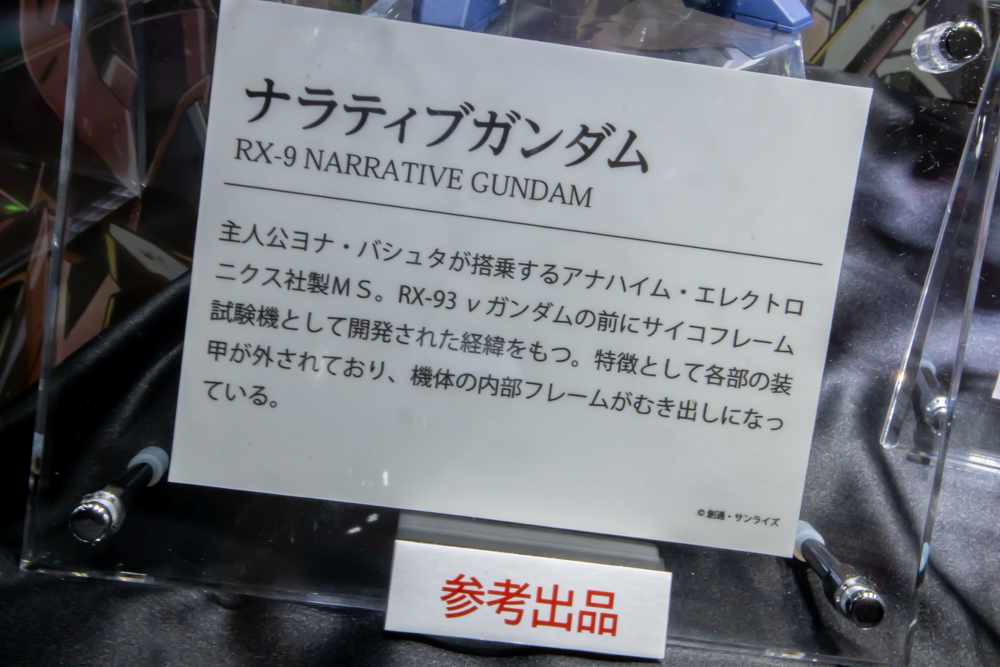 ナラティブガンダム
RX-9 NARRATIVE GUNDAM
主人公ヨナ・バシュタが搭乗するアナハイム・エレクトロ
ニクス社製ＭＳ。RX-93 νガンダムの前にサイコフレーム
試験機として開発された経緯をもつ。特徴として各部の装
甲が外されており、機体の内部フレームがむき出しになっ
ている。
©創通・サンライズ
参考出品